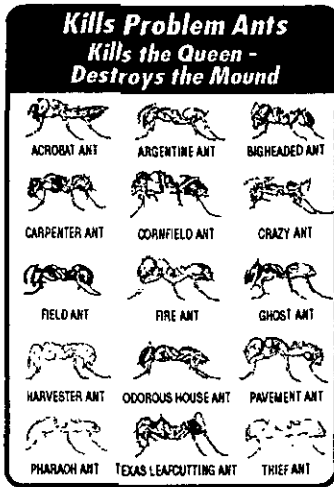 Kills Problem Ants
Kills the Queen -
Destroys the Mound
ACROBAT ANT ARGENTINE ANT BIGHEADED ANT
CARPENTER ANT CORNFIELD ANT CRAZY ANT
FIELD ANT FIRE ANT GHOST ANT
HARVESTER ANT ODOROUS HOUSE ANT PAVEMENT ANT
PHARAOH ANT TEXAS LEAFCUTTING ANT THIEF ANT